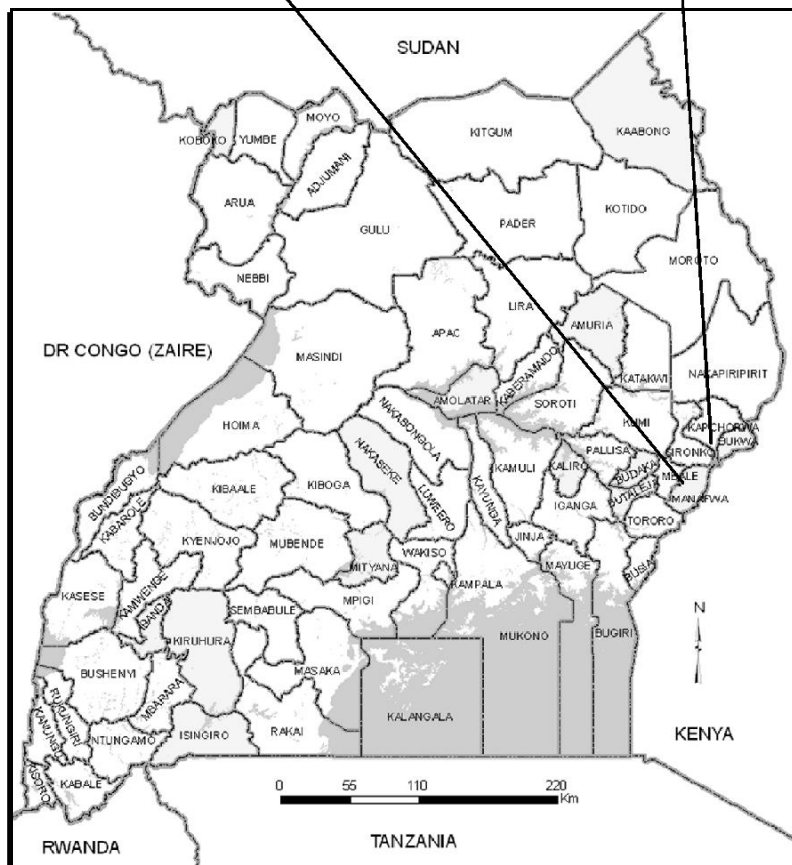 SUDAN
MOYO
KOBOKO
YUMBE
KITGUM
KAABONG
ADJUMANI
ARUA
KOTIDO
PADER
GULU
MOROTO
NEBBI
LIRA
AMURIA
APAC
DR CONGO (ZAIRE)
MASINDI
KABERAMAIDO
KATAKWI
NAKAPIRIPIRIT
AMOLATAR
SOROTI
NAKASONGOLA
KUMI
HOIMA
KAPCHORWA
BUKWA
SIRONKO
PALLISA
NAKASEKE
KAMULI
KALIRO
BUDAKA
MBALE
BUNDIBUGYO
KIBAALE
KIBOGA
LUWEERO
KAYUNGA
BUTALEJA
MANAFWA
KABAROLE
IGANGA
TORORO
KYENJOJO
MUBENDE
WAKISO
JINJA
MITYANA
MAYUGE
BUSIA
KASESE
KAMWENGE
KAMPALA
IBANDA
SEMBABULE
MPIGI
KIRUHURA
MUKONO
BUGIRI
N
BUSHENYI
MASAKA
MBARARA
RUKUNGIRI
KANUNGU
KALANGALA
KENYA
NTUNGAMO
ISINGIRO
RAKAI
KISORO
KABALE
0 55 110 220
Km
RWANDA
TANZANIA